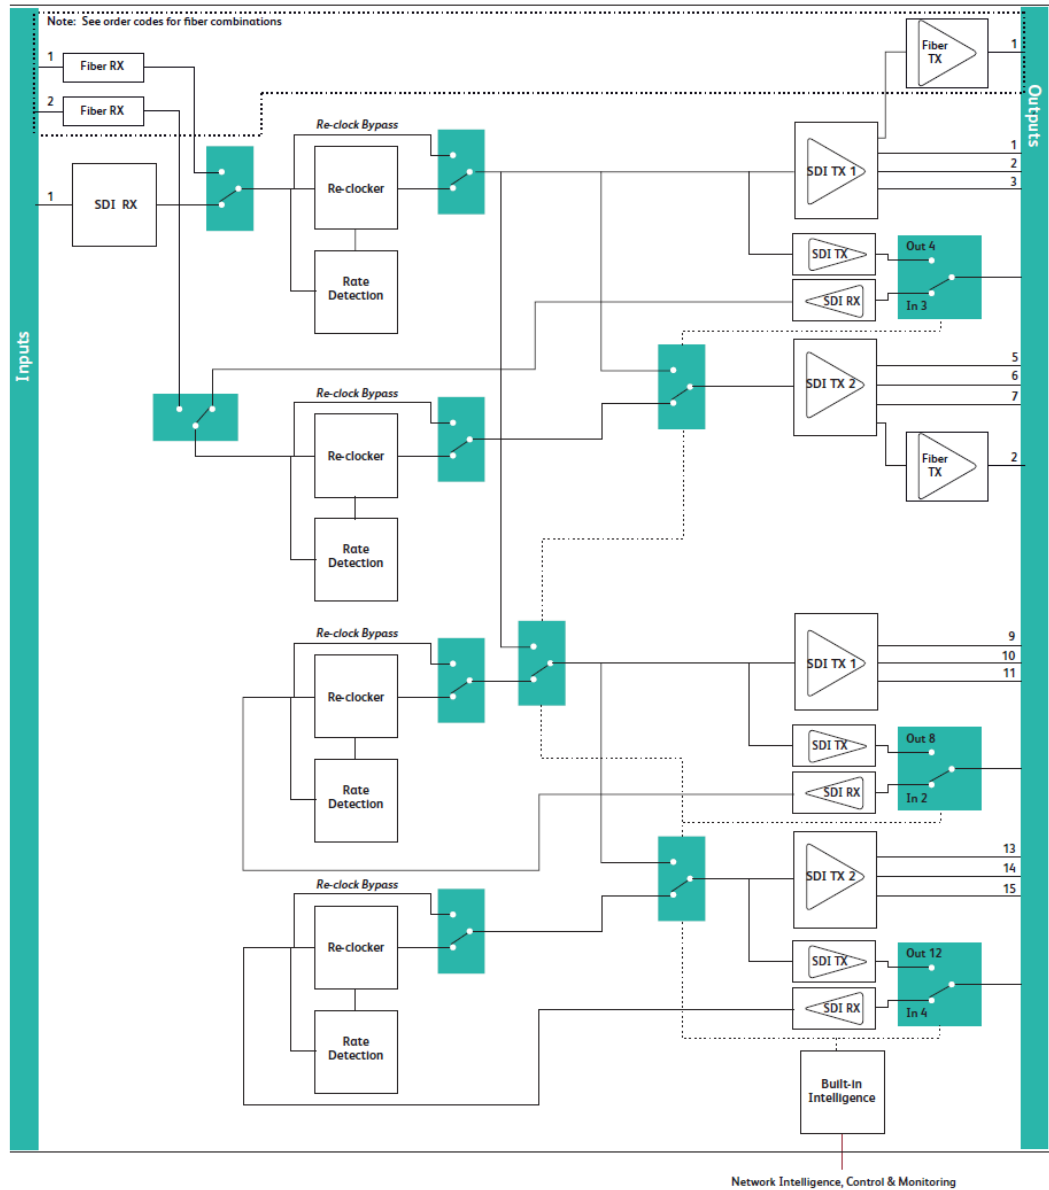 Note: See order codes for fiber combinations
1
Fiber RX
2
Fiber RX
1
SDI RX
Inputs
Re-clock Bypass
Re-clocker
Rate
Detection
Fiber
TX
1
Outputs
SDI TX 1
1
2
3
SDI TX
Out 4
SDI RX
In 3
Re-clock Bypass
Re-clocker
Rate
Detection
SDI TX 2
5
6
7
Fiber
TX
2
Re-clock Bypass
Re-clocker
Rate
Detection
SDI TX 1
9
10
11
SDI TX
Out 8
SDI RX
In 2
Re-clock Bypass
Re-clocker
Rate
Detection
SDI TX 2
13
14
15
SDI TX
Out 12
SDI RX
In 4
Built-in
Intelligence
Network Intelligence, Control & Monitoring